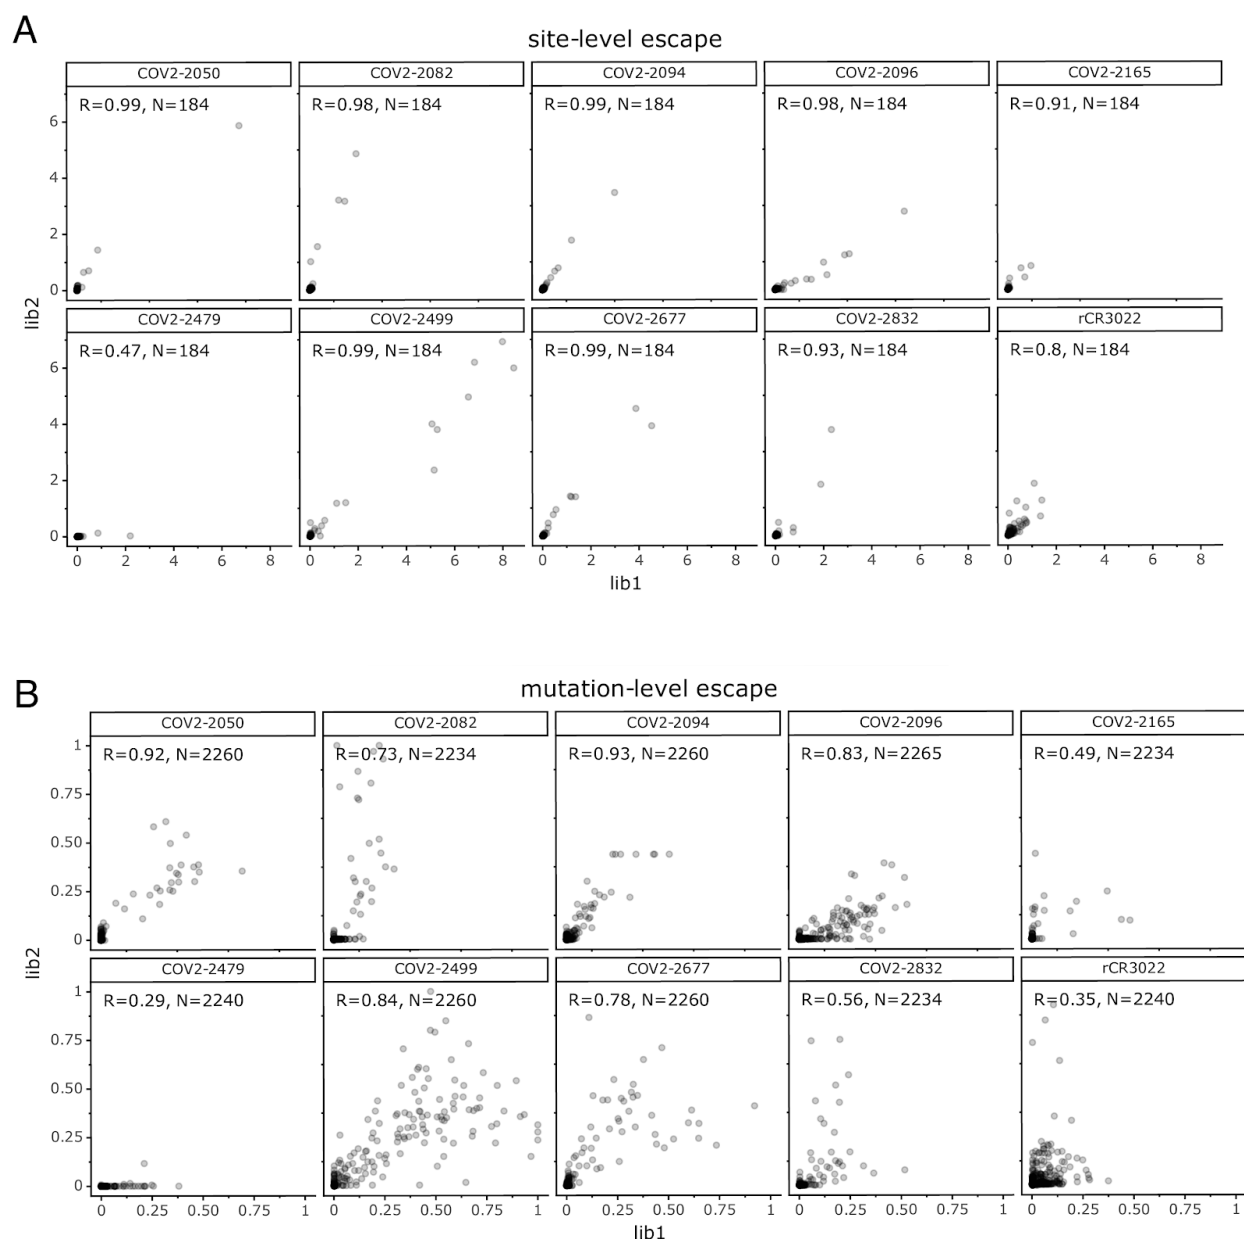 A
site-level escape
COV2-2050 COV2-2082 COV2-2094 COV2-2096 COV2-2165
R=0.99, N=184 R=0.98, N=184 R=0.99, N=184 R=0.98, N=184 R=0.91, N=184
6
4
2
0
lib2
COV2-2479 COV2-2499 COV2-2677 COV2-2832 rCR3022
R=0.47, N=184 R=0.99, N=184 R=0.99, N=184 R=0.93, N=184 R=0.8, N=184
6
4
2
0
0 2 4 6 8 0 2 4 6 8 0 2 4 6 8 0 2 4 6 8 0 2 4 6 8
lib1
B
mutation-level escape
COV2-2050 COV2-2082 COV2-2094 COV2-2096 COV2-2165
1
R=0.92, N=2260 R=0.73, N=2234 R=0.93, N=2260 R=0.83, N=2265 R=0.49, N=2234
0.75
0.50
0.25
0
lib2
COV2-2479 COV2-2499 COV2-2677 COV2-2832 rCR3022
1
R=0.29, N=2240 R=0.84, N=2260 R=0.78, N=2260 R=0.56, N=2234 R=0.35, N=2240
0.75
0.50
0.25
0
0 0.25 0.50 0.75 1 0 0.25 0.50 0.75 1 0 0.25 0.50 0.75 1 0 0.25 0.50 0.75 1 0 0.25 0.50 0.75 1
lib1